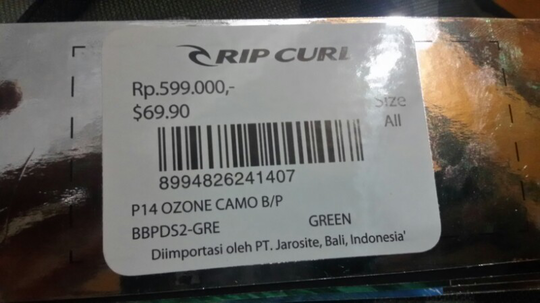 RIP CURL
Rp.599.000,-
$69.90
Size
All
8994826241407
P14 OZONE CAMO B/P
BBPDS2-GRE GREEN
Diimportasi oleh PT. Jarosite, Bali, Indonesia'